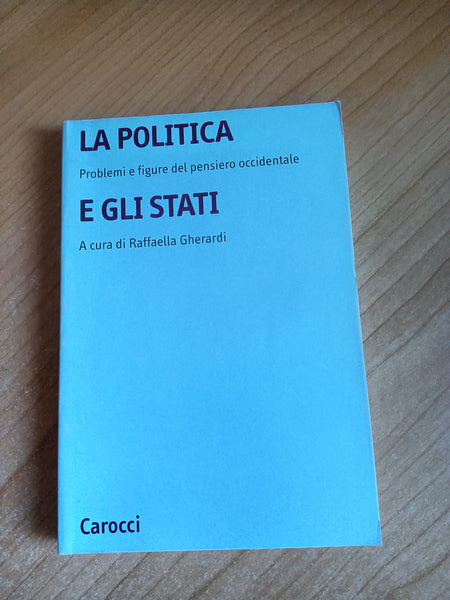 LA POLITICA
Problemi e figure del pensiero occidentale
E GLI STATI
A cura di Raffaella Gherardi
Carocci